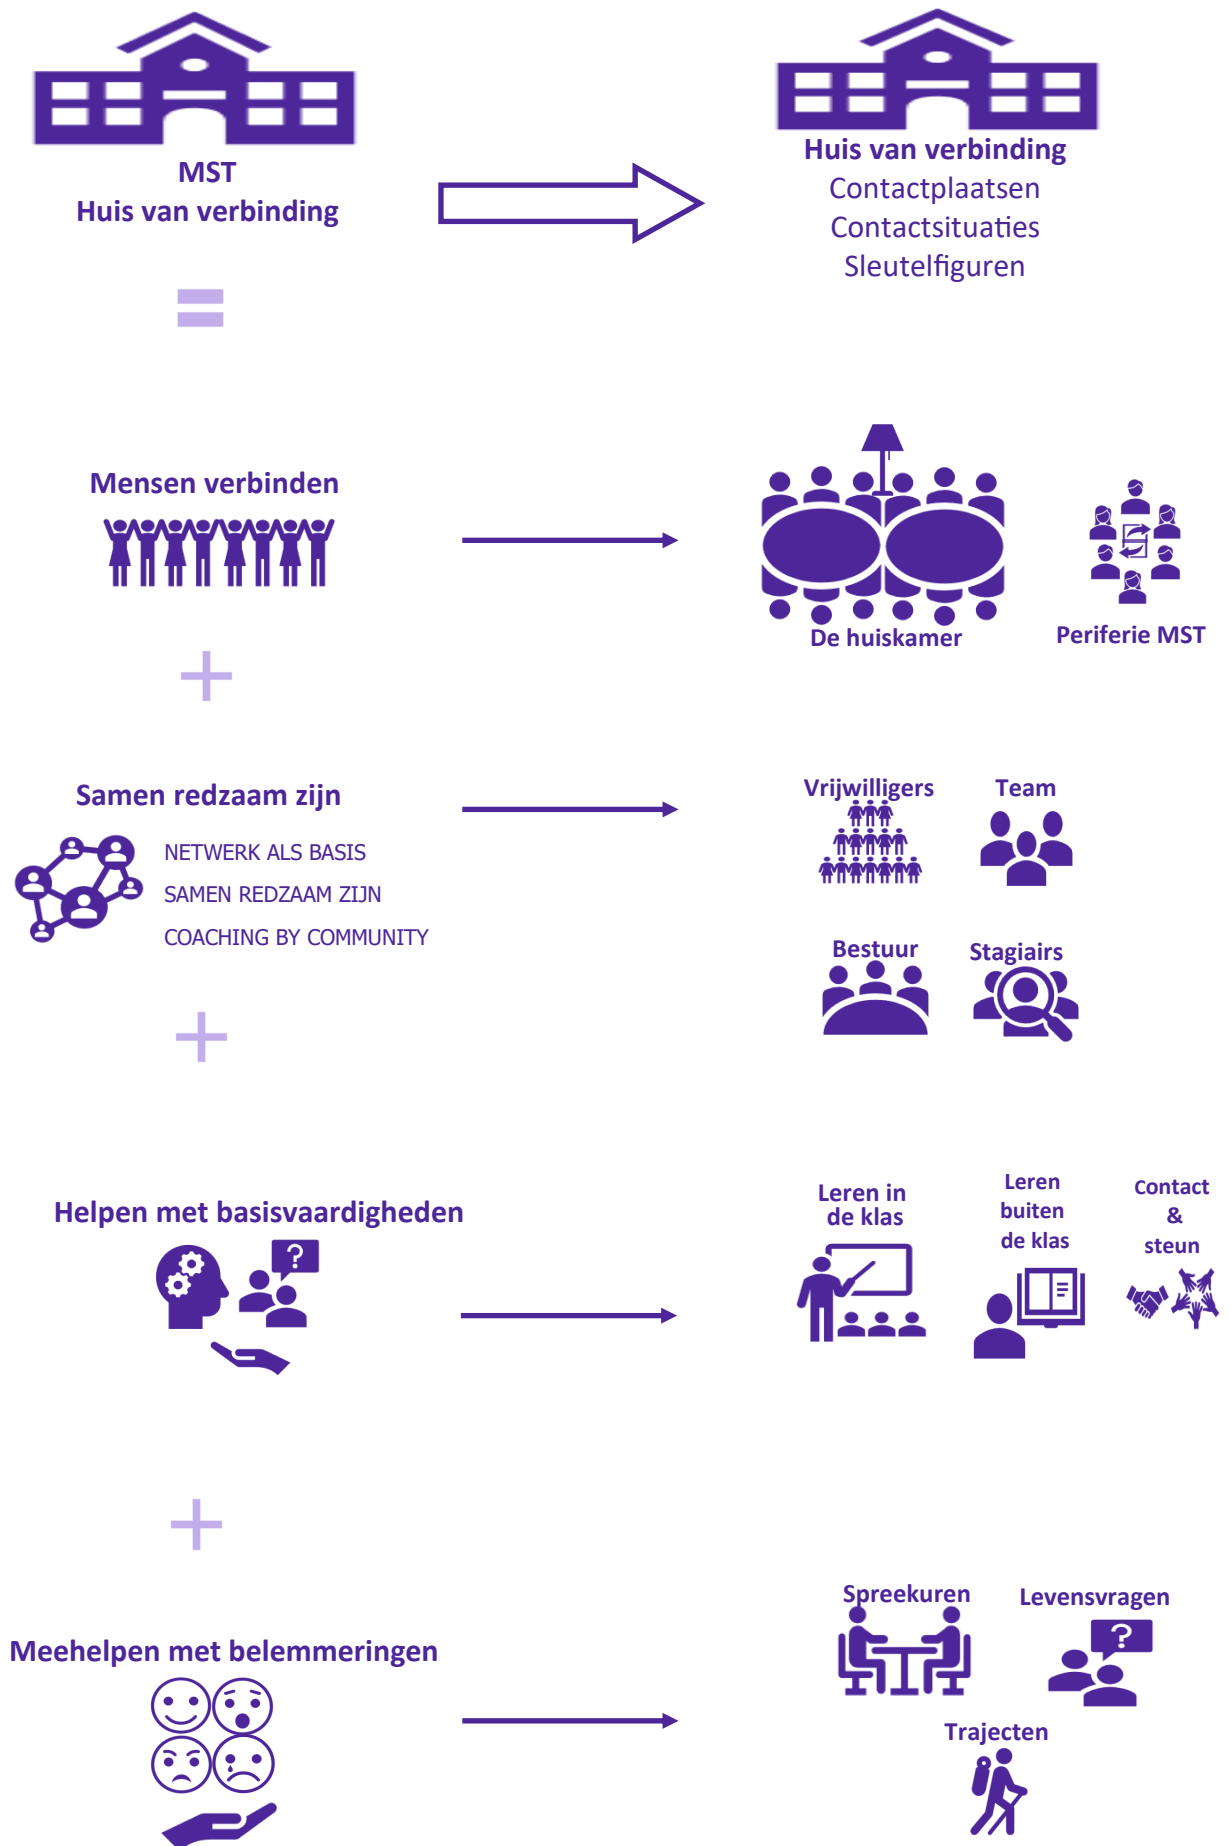 MST
Huis van verbinding
Huis van verbinding
Contactplaatsen
Contactsituaties
Sleutelfiguren
=
Mensen verbinden
De huiskamer
Periferie MST
+
Samen redzaam zijn
NETWERK ALS BASIS
SAMEN REDZAAM ZIJN
COACHING BY COMMUNITY
Vrijwilligers
Team
Bestuur
Stagiairs
+
Helpen met basisvaardigheden
?
Leren in
de klas
Leren
buiten
de klas
Contact
&
steun
+
Meehelpen met belemmeringen
Spreekuren
Levensvragen
?
Trajecten